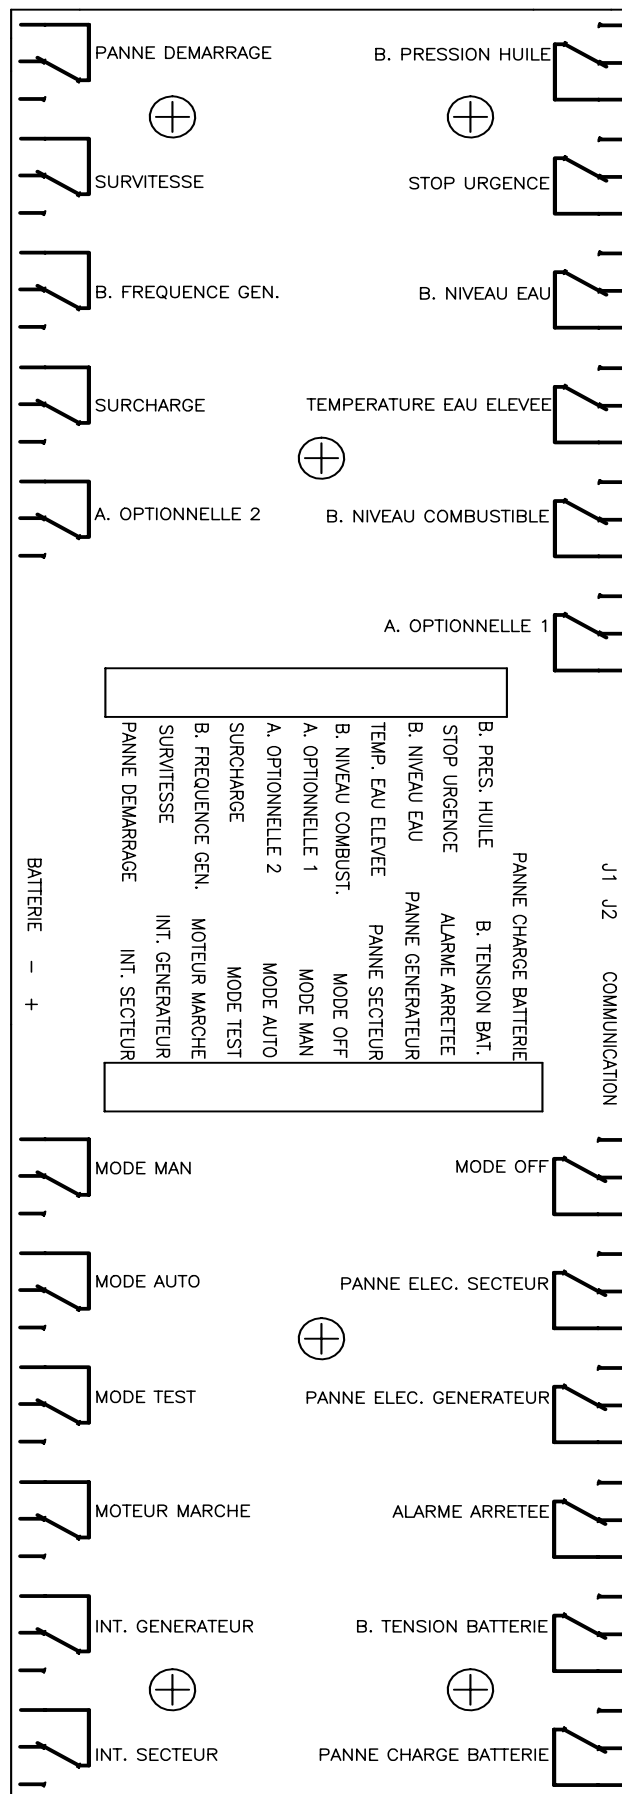 PANNE DEMARRAGE
B. PRESSION HUILE
SURVITESSE
STOP URGENCE
B. FREQUENCE GEN.
B. NIVEAU EAU
SURCHARGE
TEMPERATURE EAU ELEVEE
A. OPTIONNELLE 2
B. NIVEAU COMBUSTIBLE
A. OPTIONNELLE 1
PANNE DEMARRAGE
SURVITESSE
B. FREQUENCE GEN.
SURCHARGE
A. OPTIONNELLE 2
A. OPTIONNELLE 1
B. NIVEAU COMBUST.
TEMP. EAU ELEVEE
B. NIVEAU EAU
STOP URGENCE
B. PRES. HUILE
BATTERIE - +
INT. SECTEUR
INT. GENERATEUR
MOTEUR MARCHE
MODE TEST
MODE AUTO
MODE MAN
MODE OFF
PANNE SECTEUR
PANNE GENERATEUR
ALARME ARRETEE
B. TENSION BAT.
PANNE CHARGE BATTERIE
J1 J2 COMMUNICATION
MODE MAN
MODE OFF
MODE AUTO
PANNE ELEC. SECTEUR
MODE TEST
PANNE ELEC. GENERATEUR
MOTEUR MARCHE
ALARME ARRETEE
INT. GENERATEUR
B. TENSION BATTERIE
INT. SECTEUR
PANNE CHARGE BATTERIE